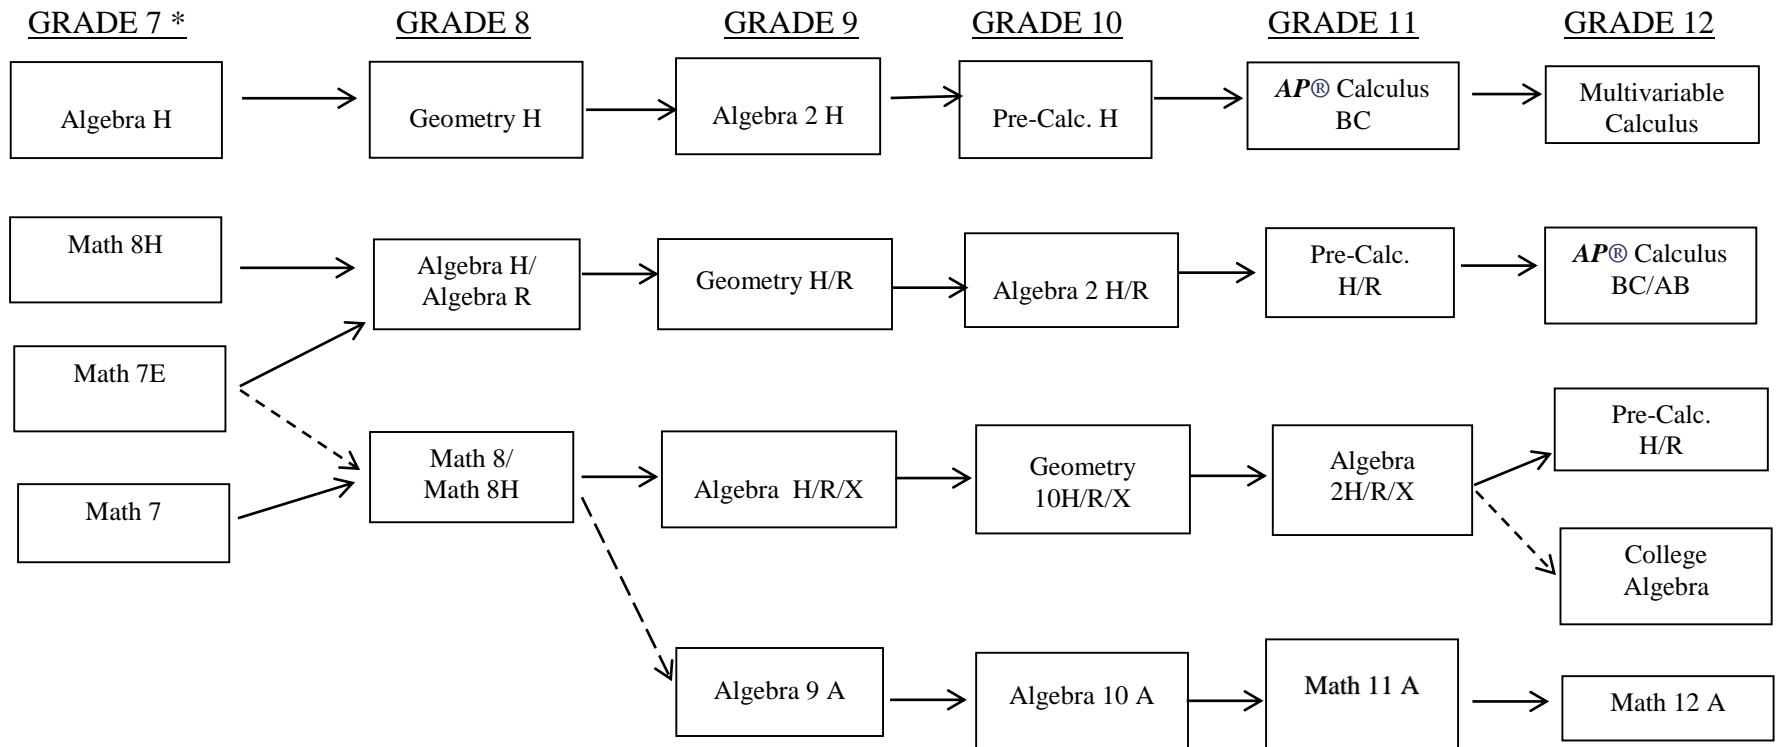 GRADE 7 * GRADE 8 GRADE 9 GRADE 10 GRADE 11 GRADE 12
Algebra H
Geometry H
Algebra 2 H
Pre-Calc. H
AP® Calculus
BC
Multivariable
Calculus
Math 8H
Algebra H/
Algebra R
Geometry H/R
Algebra 2 H/R
Pre-Calc.
H/R
AP® Calculus
BC/AB
Math 7E
Math 7
Math 8/
Math 8H
Algebra H/R/X
Geometry
10H/R/X
Algebra
2H/R/X
Pre-Calc.
H/R
College
Algebra
Algebra 9 A
Algebra 10 A
Math 11 A
Math 12 A